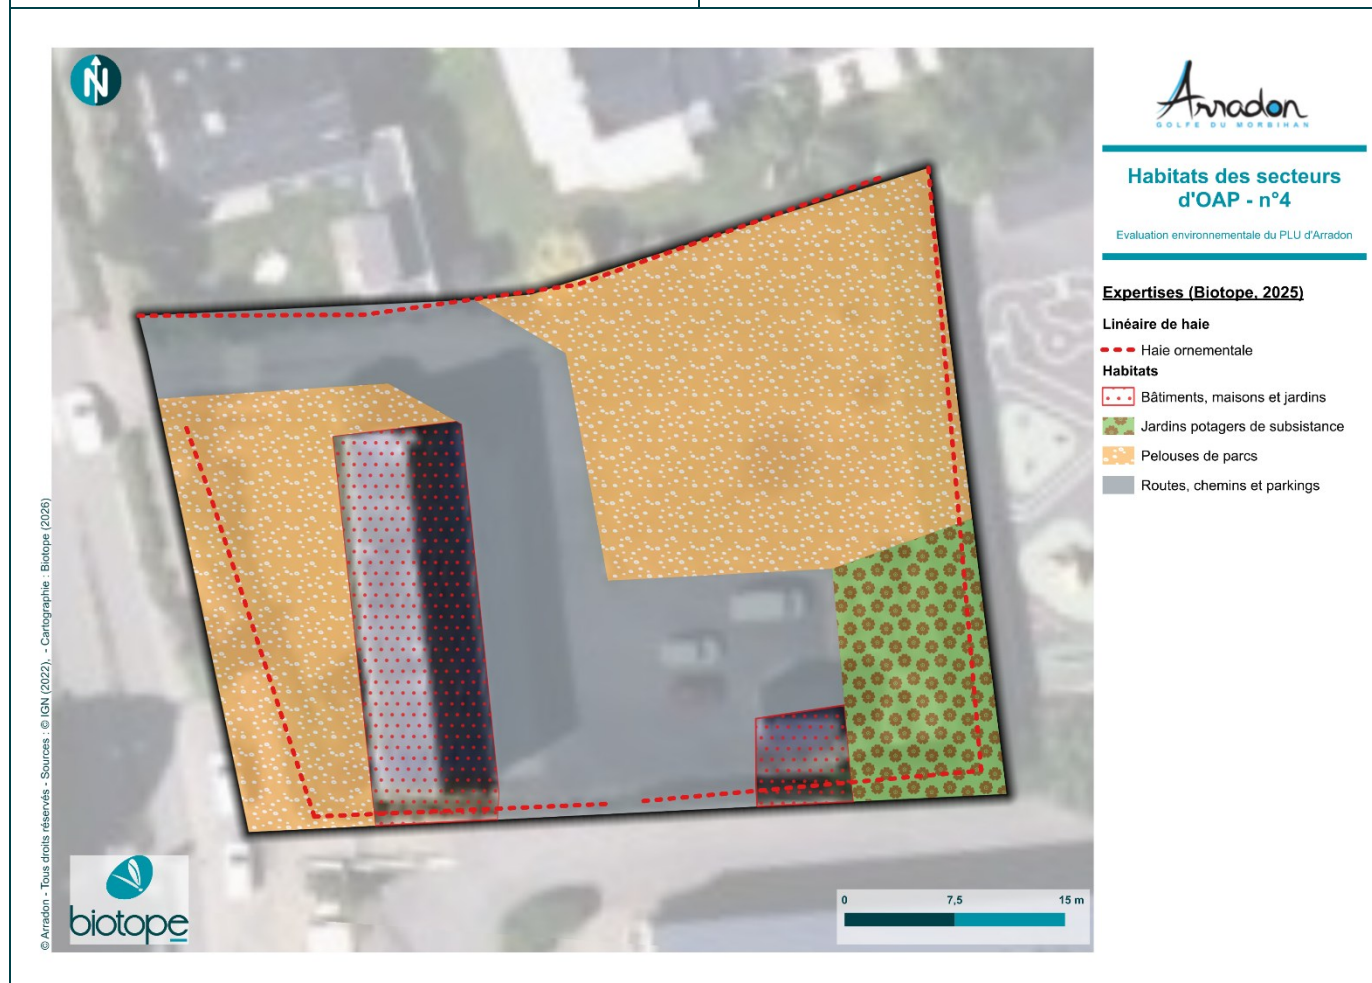 N
Arradon
GOLFE DU MORBIHAN
Habitats des secteurs
d'OAP - n°4
Evaluation environnementale du PLU d'Arradon
Expertises (Biotope, 2025)
Linéaire de haie
Haie ornementale
Habitats
Bâtiments, maisons et jardins
Jardins potagers de subsistance
Pelouses de parcs
Routes, chemins et parkings
© Arradon - Tous droits réservés - Sources : © IGN (2022), - Cartographie : Biotope (2026)
biotope
0 7,5 15 m